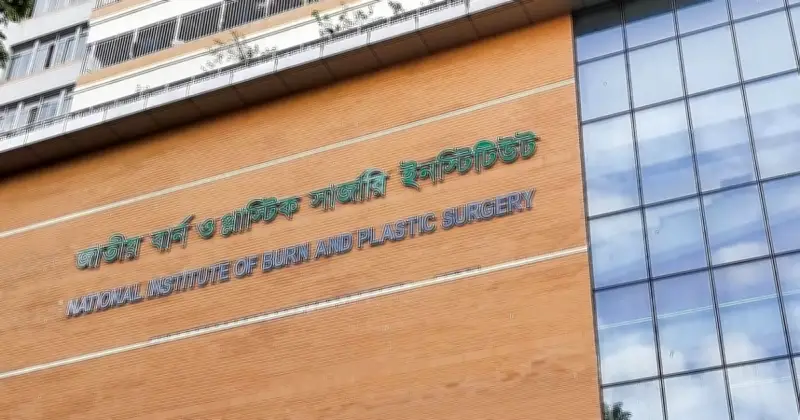 জাতীয় বার্ন ও প্লাস্টিক সার্জারি ইনস্টিটিউট
NATIONAL INSTITUTE OF BURN AND PLASTIC SURGERY